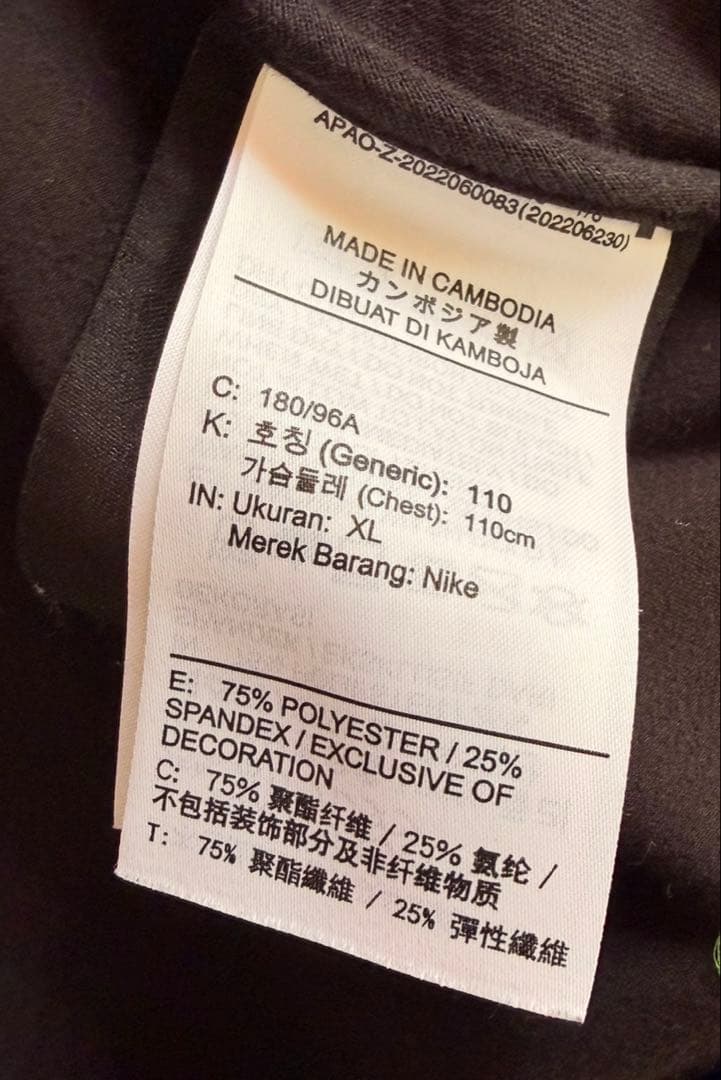 APAO-Z-2022060083(202206230)
MADE IN CAMBODIA
カンボジア製
DIBUAT DI KAMBOJA
C: 180/96A
K: 호칭 (Generic): 110
가슴둘레 (Chest): 110cm
IN: Ukuran: XL
Merek Barang: Nike
E: 75% POLYESTER / 25%
SPANDEX / EXCLUSIVE OF
DECORATION
C: 75% 聚酯纤维 / 25% 氨纶 /
不包括装饰部分及非纤维物质
T: 75% 聚酯纖維 / 25% 彈性纖維